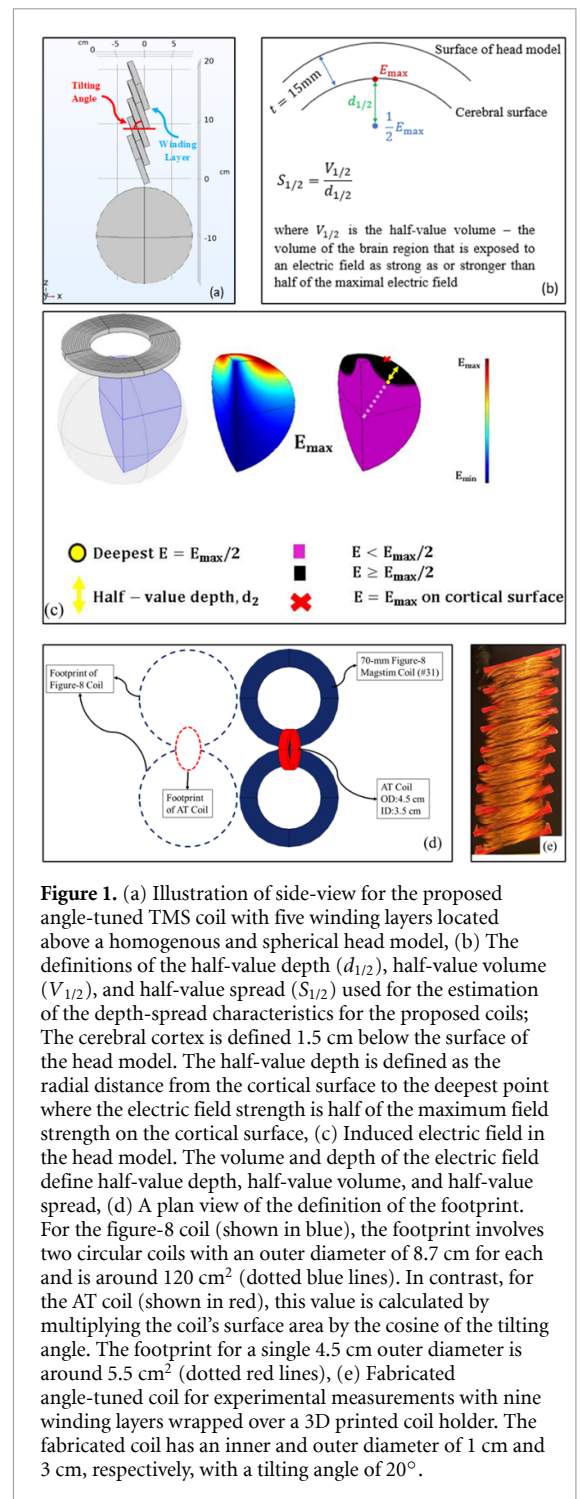 cm
-5 0 5
0
20
Tilting
Angle
10
Winding
Layer
cm
0
-10
z
y x
(a)
Surface of head model
t = 15mm
Emax
d1/2
Cerebral surface
1/2 Emax
S1/2 = V1/2 / d1/2
where V1/2 is the half-value volume – the
volume of the brain region that is exposed to
an electric field as strong as or stronger than
half of the maximal electric field
(b)
Emax
Emax
Emin
Deepest E = Emax/2
E < Emax/2
E ≥ Emax/2
Half − value depth, d2
E = Emax on cortical surface
(c)
Footprint of
Figure-8 Coil
70-mm Figure-8
Magstim Coil (#31)
Footprint
of AT Coil
AT Coil
OD:4.5 cm
ID:3.5 cm
(d)
(e)
Figure 1. (a) Illustration of side-view for the proposed
angle-tuned TMS coil with five winding layers located
above a homogenous and spherical head model, (b) The
definitions of the half-value depth (d1/2), half-value volume
(V1/2), and half-value spread (S1/2) used for the estimation
of the depth-spread characteristics for the proposed coils;
The cerebral cortex is defined 1.5 cm below the surface of
the head model. The half-value depth is defined as the
radial distance from the cortical surface to the deepest point
where the electric field strength is half of the maximum field
strength on the cortical surface, (c) Induced electric field in
the head model. The volume and depth of the electric field
define half-value depth, half-value volume, and half-value
spread, (d) A plan view of the definition of the footprint.
For the figure-8 coil (shown in blue), the footprint involves
two circular coils with an outer diameter of 8.7 cm for each
and is around 120 cm² (dotted blue lines). In contrast, for
the AT coil (shown in red), this value is calculated by
multiplying the coil's surface area by the cosine of the tilting
angle. The footprint for a single 4.5 cm outer diameter is
around 5.5 cm² (dotted red lines), (e) Fabricated
angle-tuned coil for experimental measurements with nine
winding layers wrapped over a 3D printed coil holder. The
fabricated coil has an inner and outer diameter of 1 cm and
3 cm, respectively, with a tilting angle of 20°.